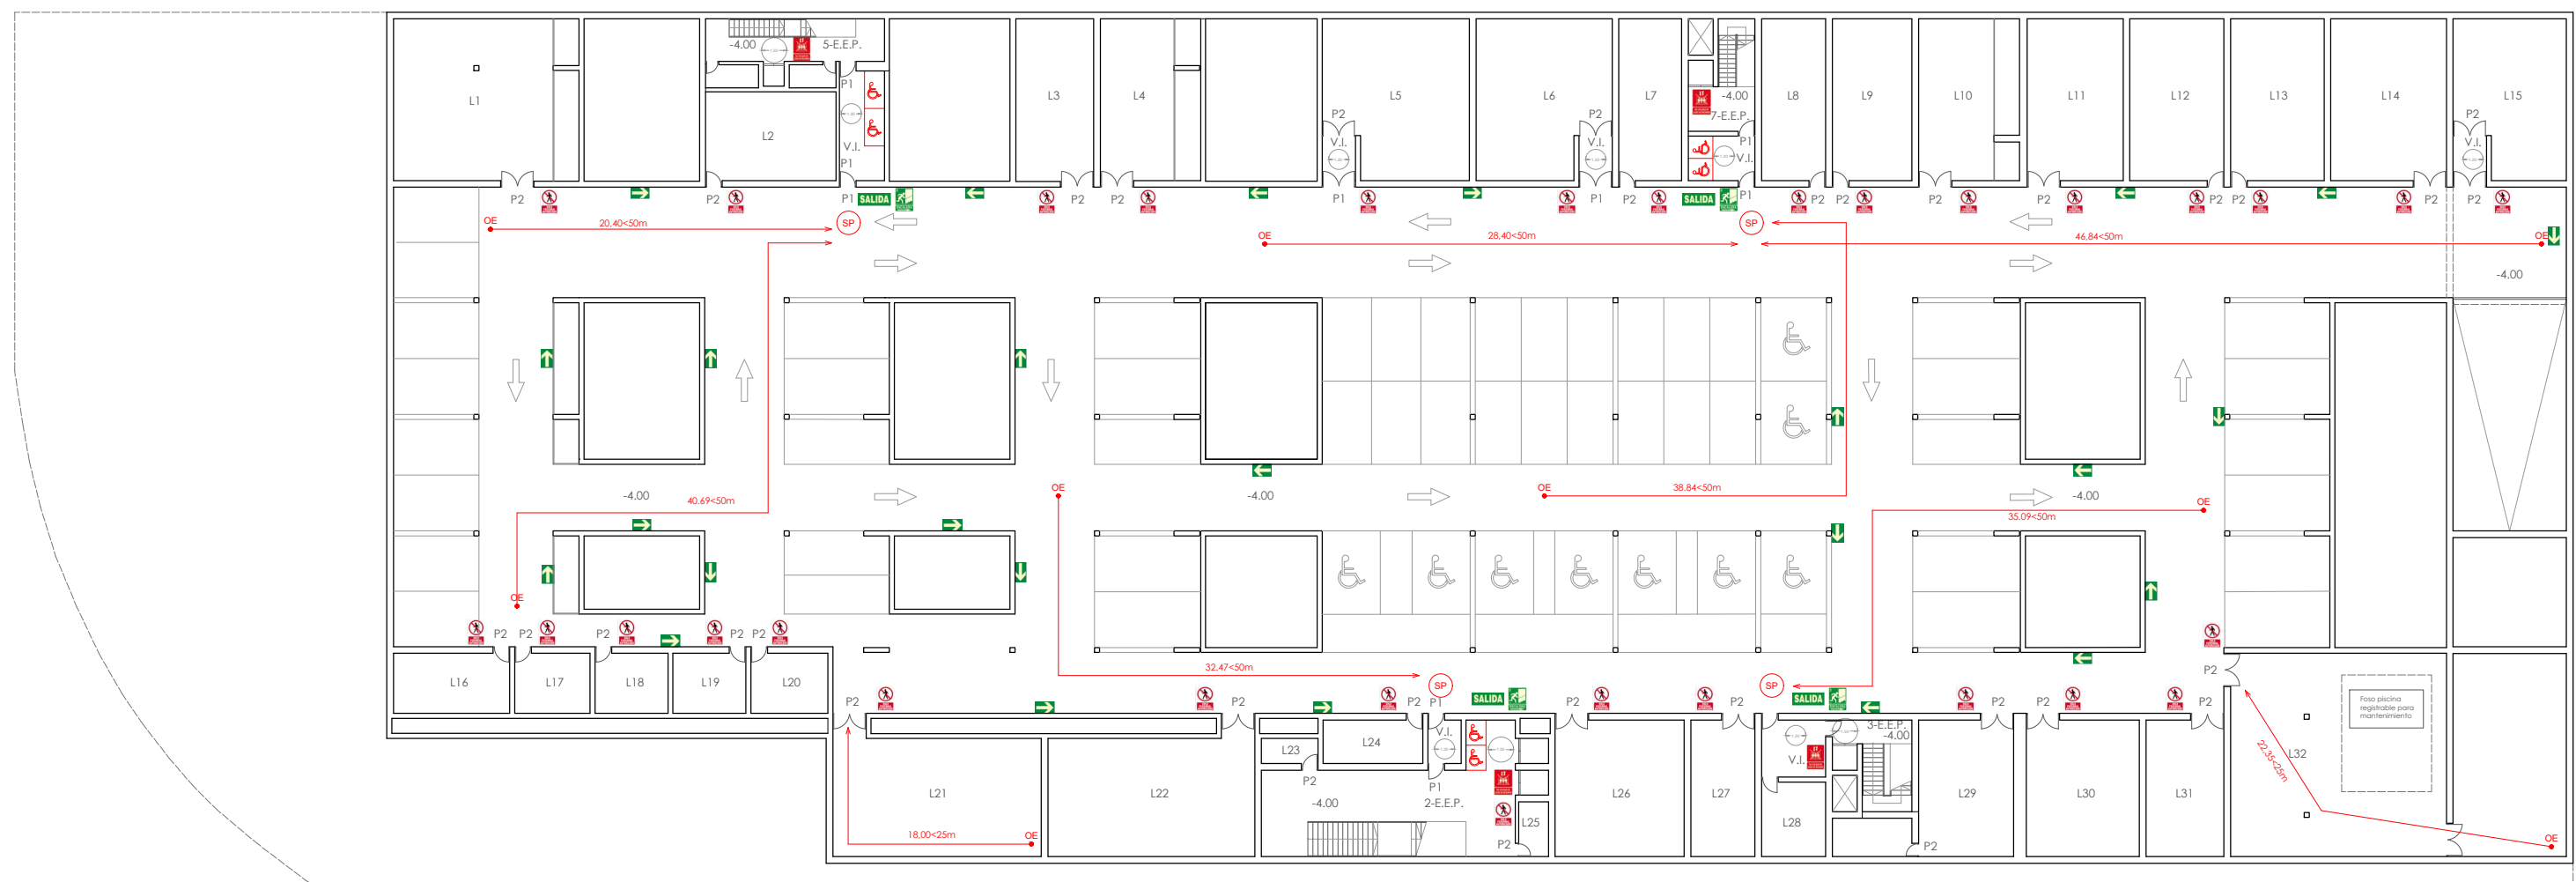 -4.00
5-E.E.P.
P1
L1
L2
V.I.
P1
L3
L4
L5
P2
V.I.
L6
P2
V.I.
L7
-4.00
7-E.E.P.
P1
V.I.
L8
L9
L10
L11
L12
L13
L14
L15
P2
V.I.
P2
P2
P1
SALIDA
P2
P2
P1
P1
P2
SALIDA
P1
P2
P2
P2
P2
P2
P2
P2
P2
OE
20,40<50m
SP
OE
28,40<50m
SP
46,84<50m
OE
-4.00
-4.00
40.69<50m
OE
-4.00
OE
38,84<50m
-4.00
35.09<50m
OE
OE
P2
P2
P2
P2
P2
L16
L17
L18
L19
L20
32,47<50m
SP
SP
P2
P2
P2
P2
P1
SALIDA
P2
P2
SALIDA
P2
P2
P2
Foso piscina
registrable para
mantenimiento
L23
L24
V.I.
P2
P1
3-E.E.P.
-4.00
V.I.
L32
22,35<25m
L21
L22
-4.00
2-E.E.P.
L26
L27
L28
L29
L30
L31
L25
P2
P2
18,00<25m
OE
OE